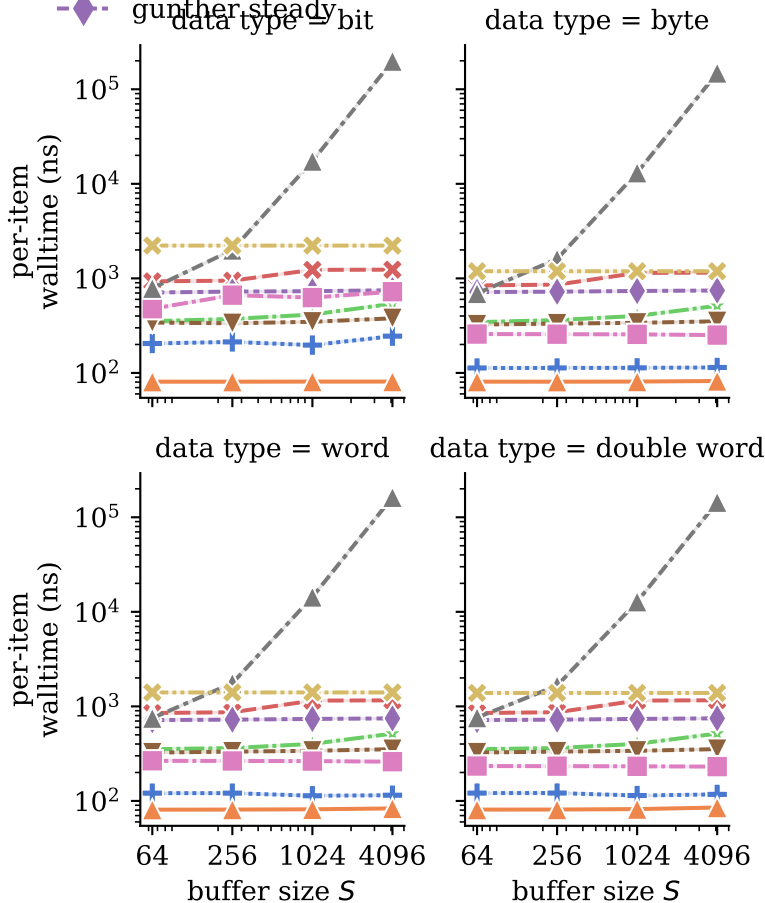 gunther steady
data type = bit
data type = byte
per-item
walltime (ns)
10^5
10^4
10^3
10^2
data type = word
data type = double word
per-item
walltime (ns)
10^5
10^4
10^3
10^2
64 256 1024 4096
64 256 1024 4096
buffer size S
buffer size S